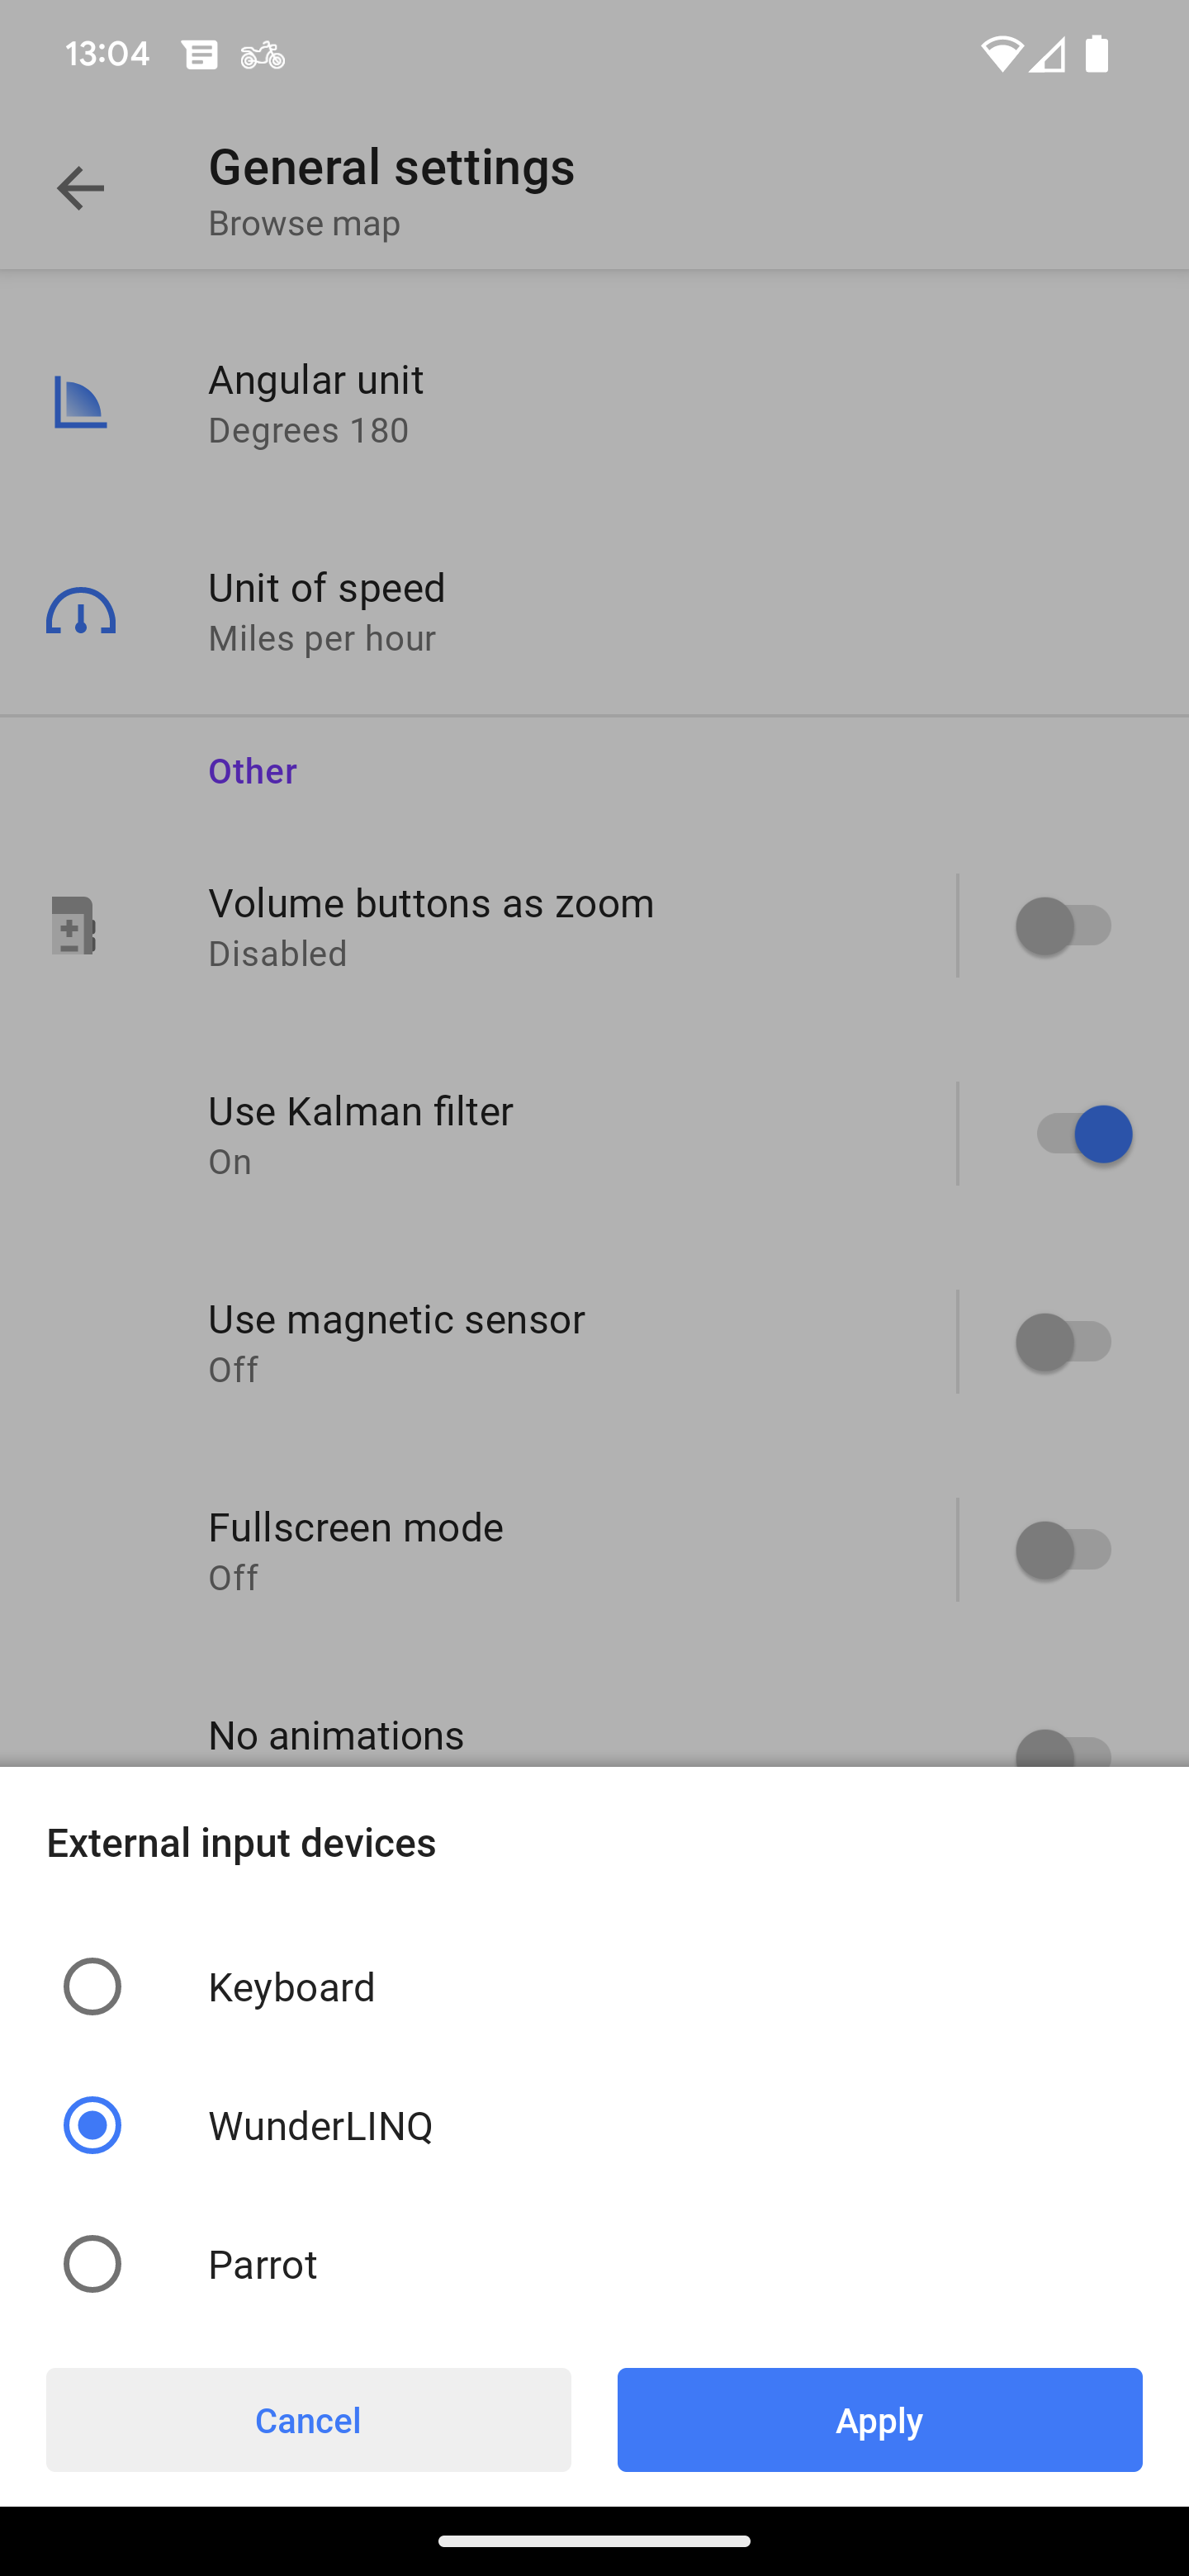 13:04
General settings
Browse map
Angular unit
Degrees 180
Unit of speed
Miles per hour
Other
Volume buttons as zoom
Disabled
Use Kalman filter
On
Use magnetic sensor
Off
Fullscreen mode
Off
No animations
External input devices
Keyboard
WunderLINQ
Parrot
Cancel
Apply